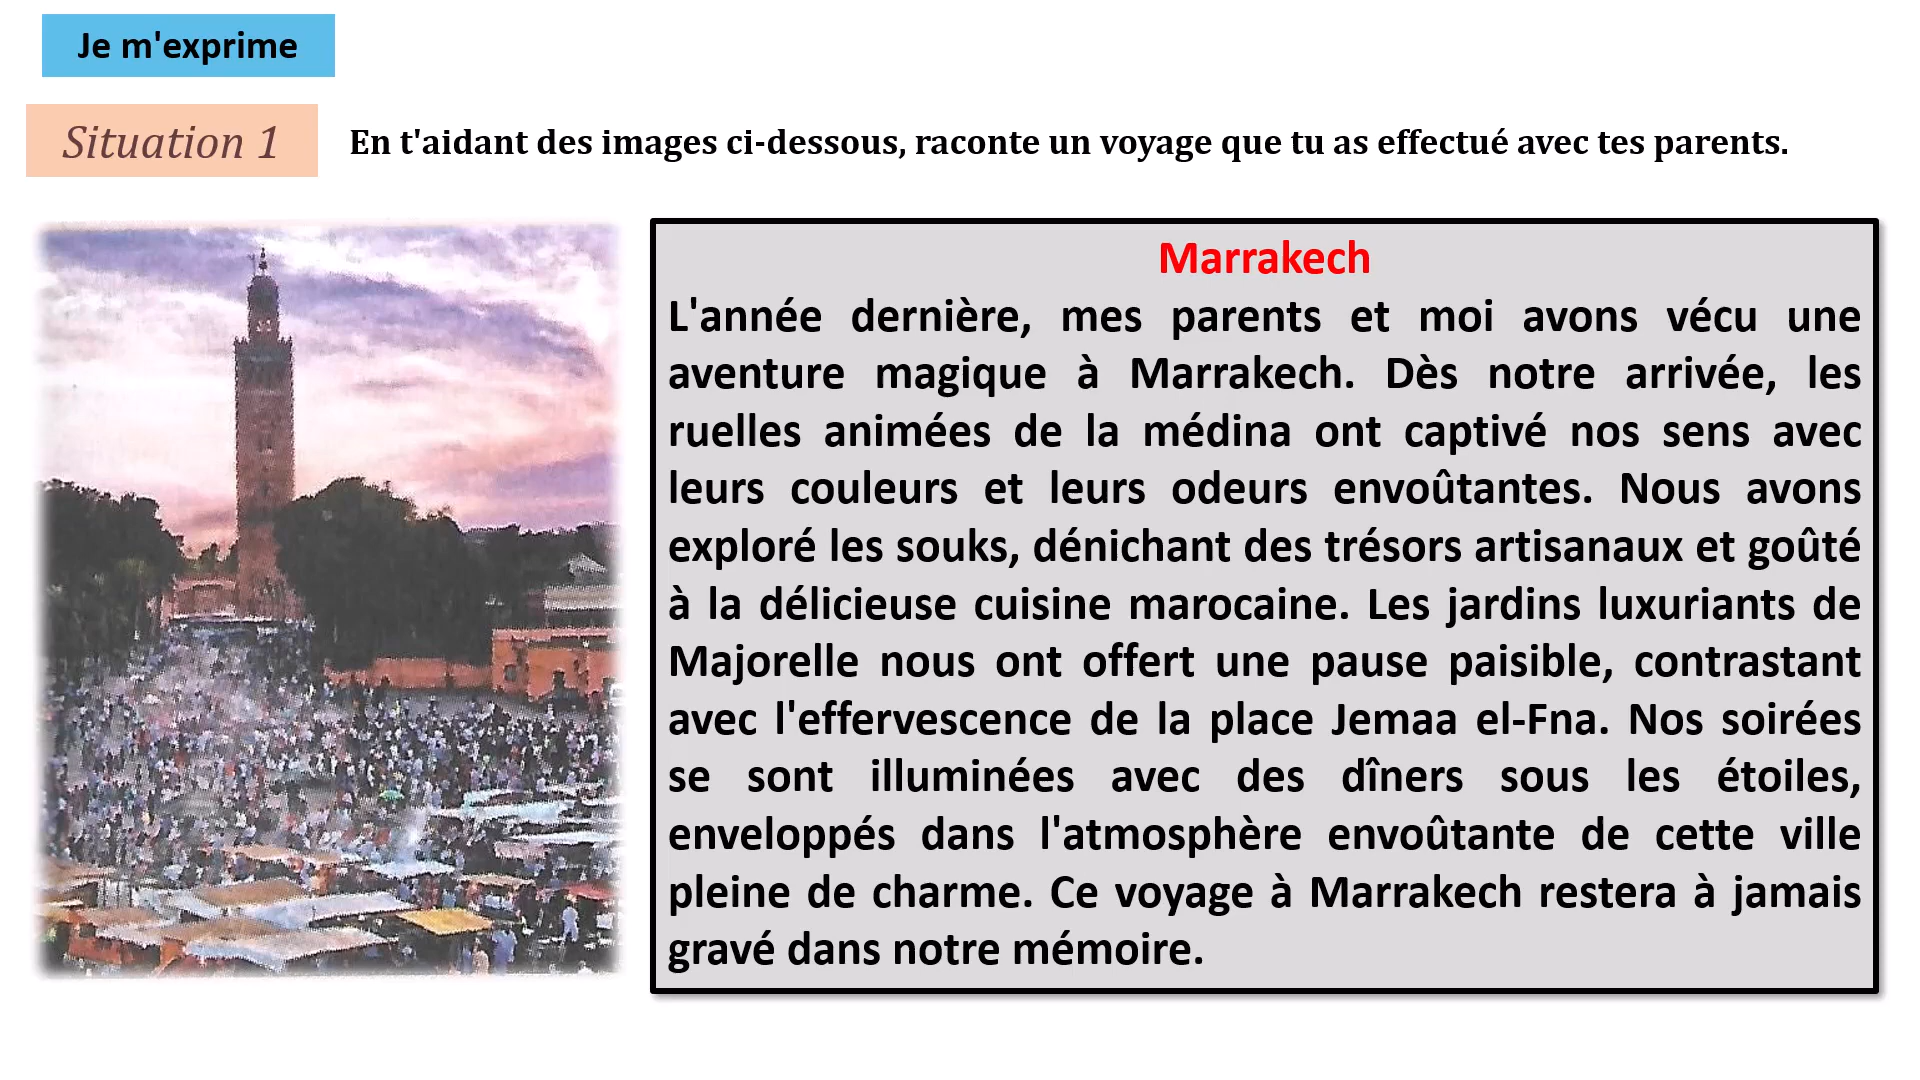 Je m'exprime
Situation 1
En t'aidant des images ci-dessous, raconte un voyage que tu as effectué avec tes parents.
Marrakech
L'année dernière, mes parents et moi avons vécu une
aventure magique à Marrakech. Dès notre arrivée, les
ruelles animées de la médina ont captivé nos sens avec
leurs couleurs et leurs odeurs envoûtantes. Nous avons
exploré les souks, dénichant des trésors artisanaux et goûté
à la délicieuse cuisine marocaine. Les jardins luxuriants de
Majorelle nous ont offert une pause paisible, contrastant
avec l'effervescence de la place Jemaa el-Fna. Nos soirées
se sont illuminées avec des dîners sous les étoiles,
enveloppés dans l'atmosphère envoûtante de cette ville
pleine de charme. Ce voyage à Marrakech restera à jamais
gravé dans notre mémoire.